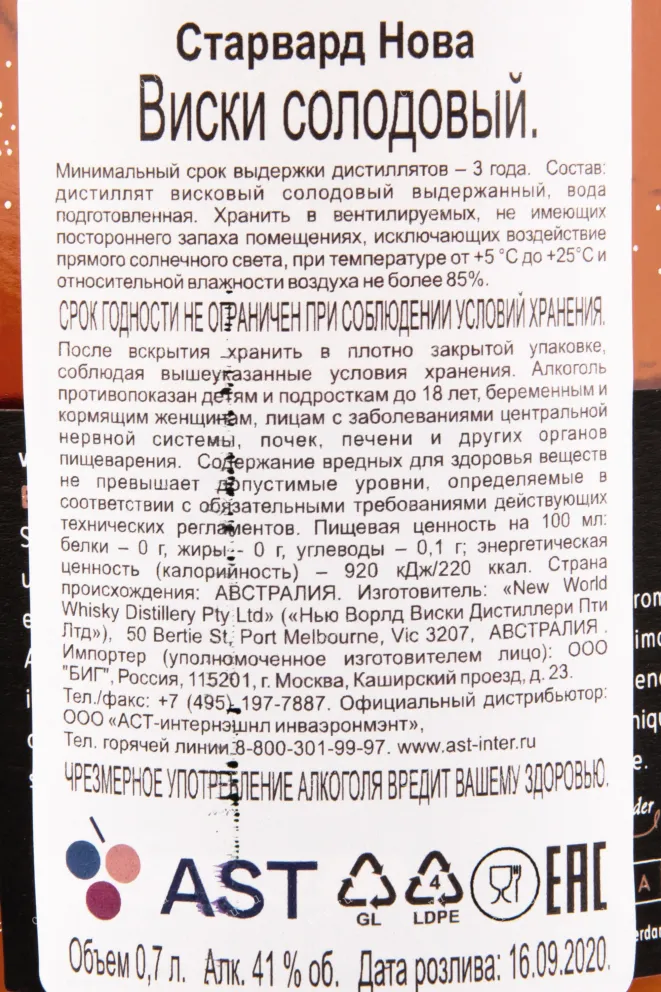 Старвард Нова
Виски солодовый.
Минимальный срок выдержки дистиллятов – 3 года. Состав:
дистиллят висковый солодовый выдержанный, вода
подготовленная. Хранить в вентилируемых, не имеющих
постороннего запаха помещениях, исключающих воздействие
прямого солнечного света, при температуре от +5 °C до +25°C и
относительной влажности воздуха не более 85%.
СРОК ГОДНОСТИ НЕ ОГРАНИЧЕН ПРИ СОБЛЮДЕНИИ УСЛОВИЙ ХРАНЕНИЯ.
После вскрытия хранить в плотно закрытой упаковке,
соблюдая вышеуказанные условия хранения. Алкоголь
противопоказан детям и подросткам до 18 лет, беременным и
кормящим женщинам, лицам с заболеваниями центральной
нервной системы, почек, печени и других органов
пищеварения. Содержание вредных для здоровья веществ
не превышает допустимые уровни, определяемые в
соответствии с обязательными требованиями действующих
технических регламентов. Пищевая ценность на 100 мл:
белки – 0 г, жиры - 0 г, углеводы – 0,1 г; энергетическая
ценность (калорийность) – 920 кДж/220 ккал. Страна
происхождения: АВСТРАЛИЯ. Изготовитель: «New World
Whisky Distillery Pty Ltd» («Нью Ворлд Виски Дистиллери Пти
Лтд»), 50 Bertie St, Port Melbourne, Vic 3207, АВСТРАЛИЯ .
Импортер (уполномоченное изготовителем лицо): ООО
"БИГ", Россия, 115201, г. Москва, Каширский проезд, д. 23.
Тел./факс: +7 (495) 197-7887. Официальный дистрибьютор:
ООО «АСТ-интернэшнл инваэронмэнт»,
Тел. горячей линии 8-800-301-99-97. www.ast-inter.ru
ЧРЕЗМЕРНОЕ УПОТРЕБЛЕНИЕ АЛКОГОЛЯ ВРЕДИТ ВАШЕМУ ЗДОРОВЬЮ.
AST GL 4 LDPE EAC
Объем 0,7 л. Алк. 41 % об. Дата розлива: 16.09.2020.